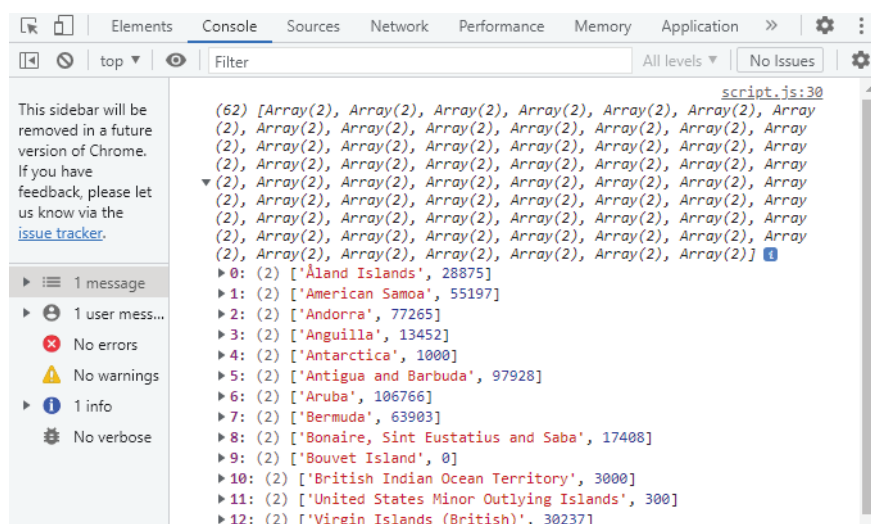 Elements Console Sources Network Performance Memory Application »
top ▼ Filter All levels ▼ No Issues
This sidebar will be
removed in a future
version of Chrome.
If you have
feedback, please let
us know via the
issue tracker.
1 message
1 user mess...
No errors
No warnings
1 info
No verbose
script.js:30
(62) [Array(2), Array(2), Array(2), Array(2), Array(2), Array(2), Array
(2), Array(2), Array(2), Array(2), Array(2), Array(2), Array(2), Array
(2), Array(2), Array(2), Array(2), Array(2), Array(2), Array(2), Array
(2), Array(2), Array(2), Array(2), Array(2), Array(2), Array(2), Array
(2), Array(2), Array(2), Array(2), Array(2), Array(2), Array(2), Array
(2), Array(2), Array(2), Array(2), Array(2), Array(2), Array(2), Array
(2), Array(2), Array(2), Array(2), Array(2), Array(2), Array(2), Array
(2), Array(2), Array(2), Array(2), Array(2), Array(2), Array(2), Array
(2), Array(2), Array(2), Array(2), Array(2), Array(2), Array(2)] i
0: (2) ['Åland Islands', 28875]
1: (2) ['American Samoa', 55197]
2: (2) ['Andorra', 77265]
3: (2) ['Anguilla', 13452]
4: (2) ['Antarctica', 1000]
5: (2) ['Antigua and Barbuda', 97928]
6: (2) ['Aruba', 106766]
7: (2) ['Bermuda', 63903]
8: (2) ['Bonaire, Sint Eustatius and Saba', 17408]
9: (2) ['Bouvet Island', 0]
10: (2) ['British Indian Ocean Territory', 3000]
11: (2) ['United States Minor Outlying Islands', 300]
12: (2) ['Virgin Islands (British)', 30237]